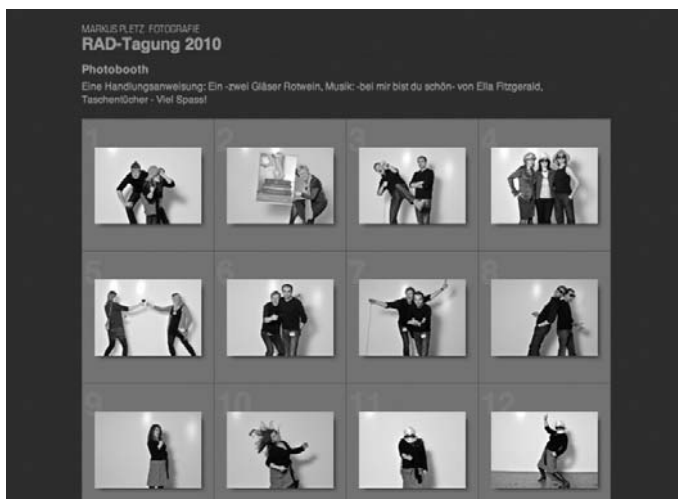 MARKUS PLETZ. FOTOGRAFIE
RAD-Tagung 2010
Photobooth
Eine Handlungsanweisung: Ein -zwei Gläser Rotwein, Musik: -bei mir bist du schön- von Ella Fitzgerald,
Taschentücher - Viel Spass!
1 2 3 4
5 6 7 8
9 10 11 12